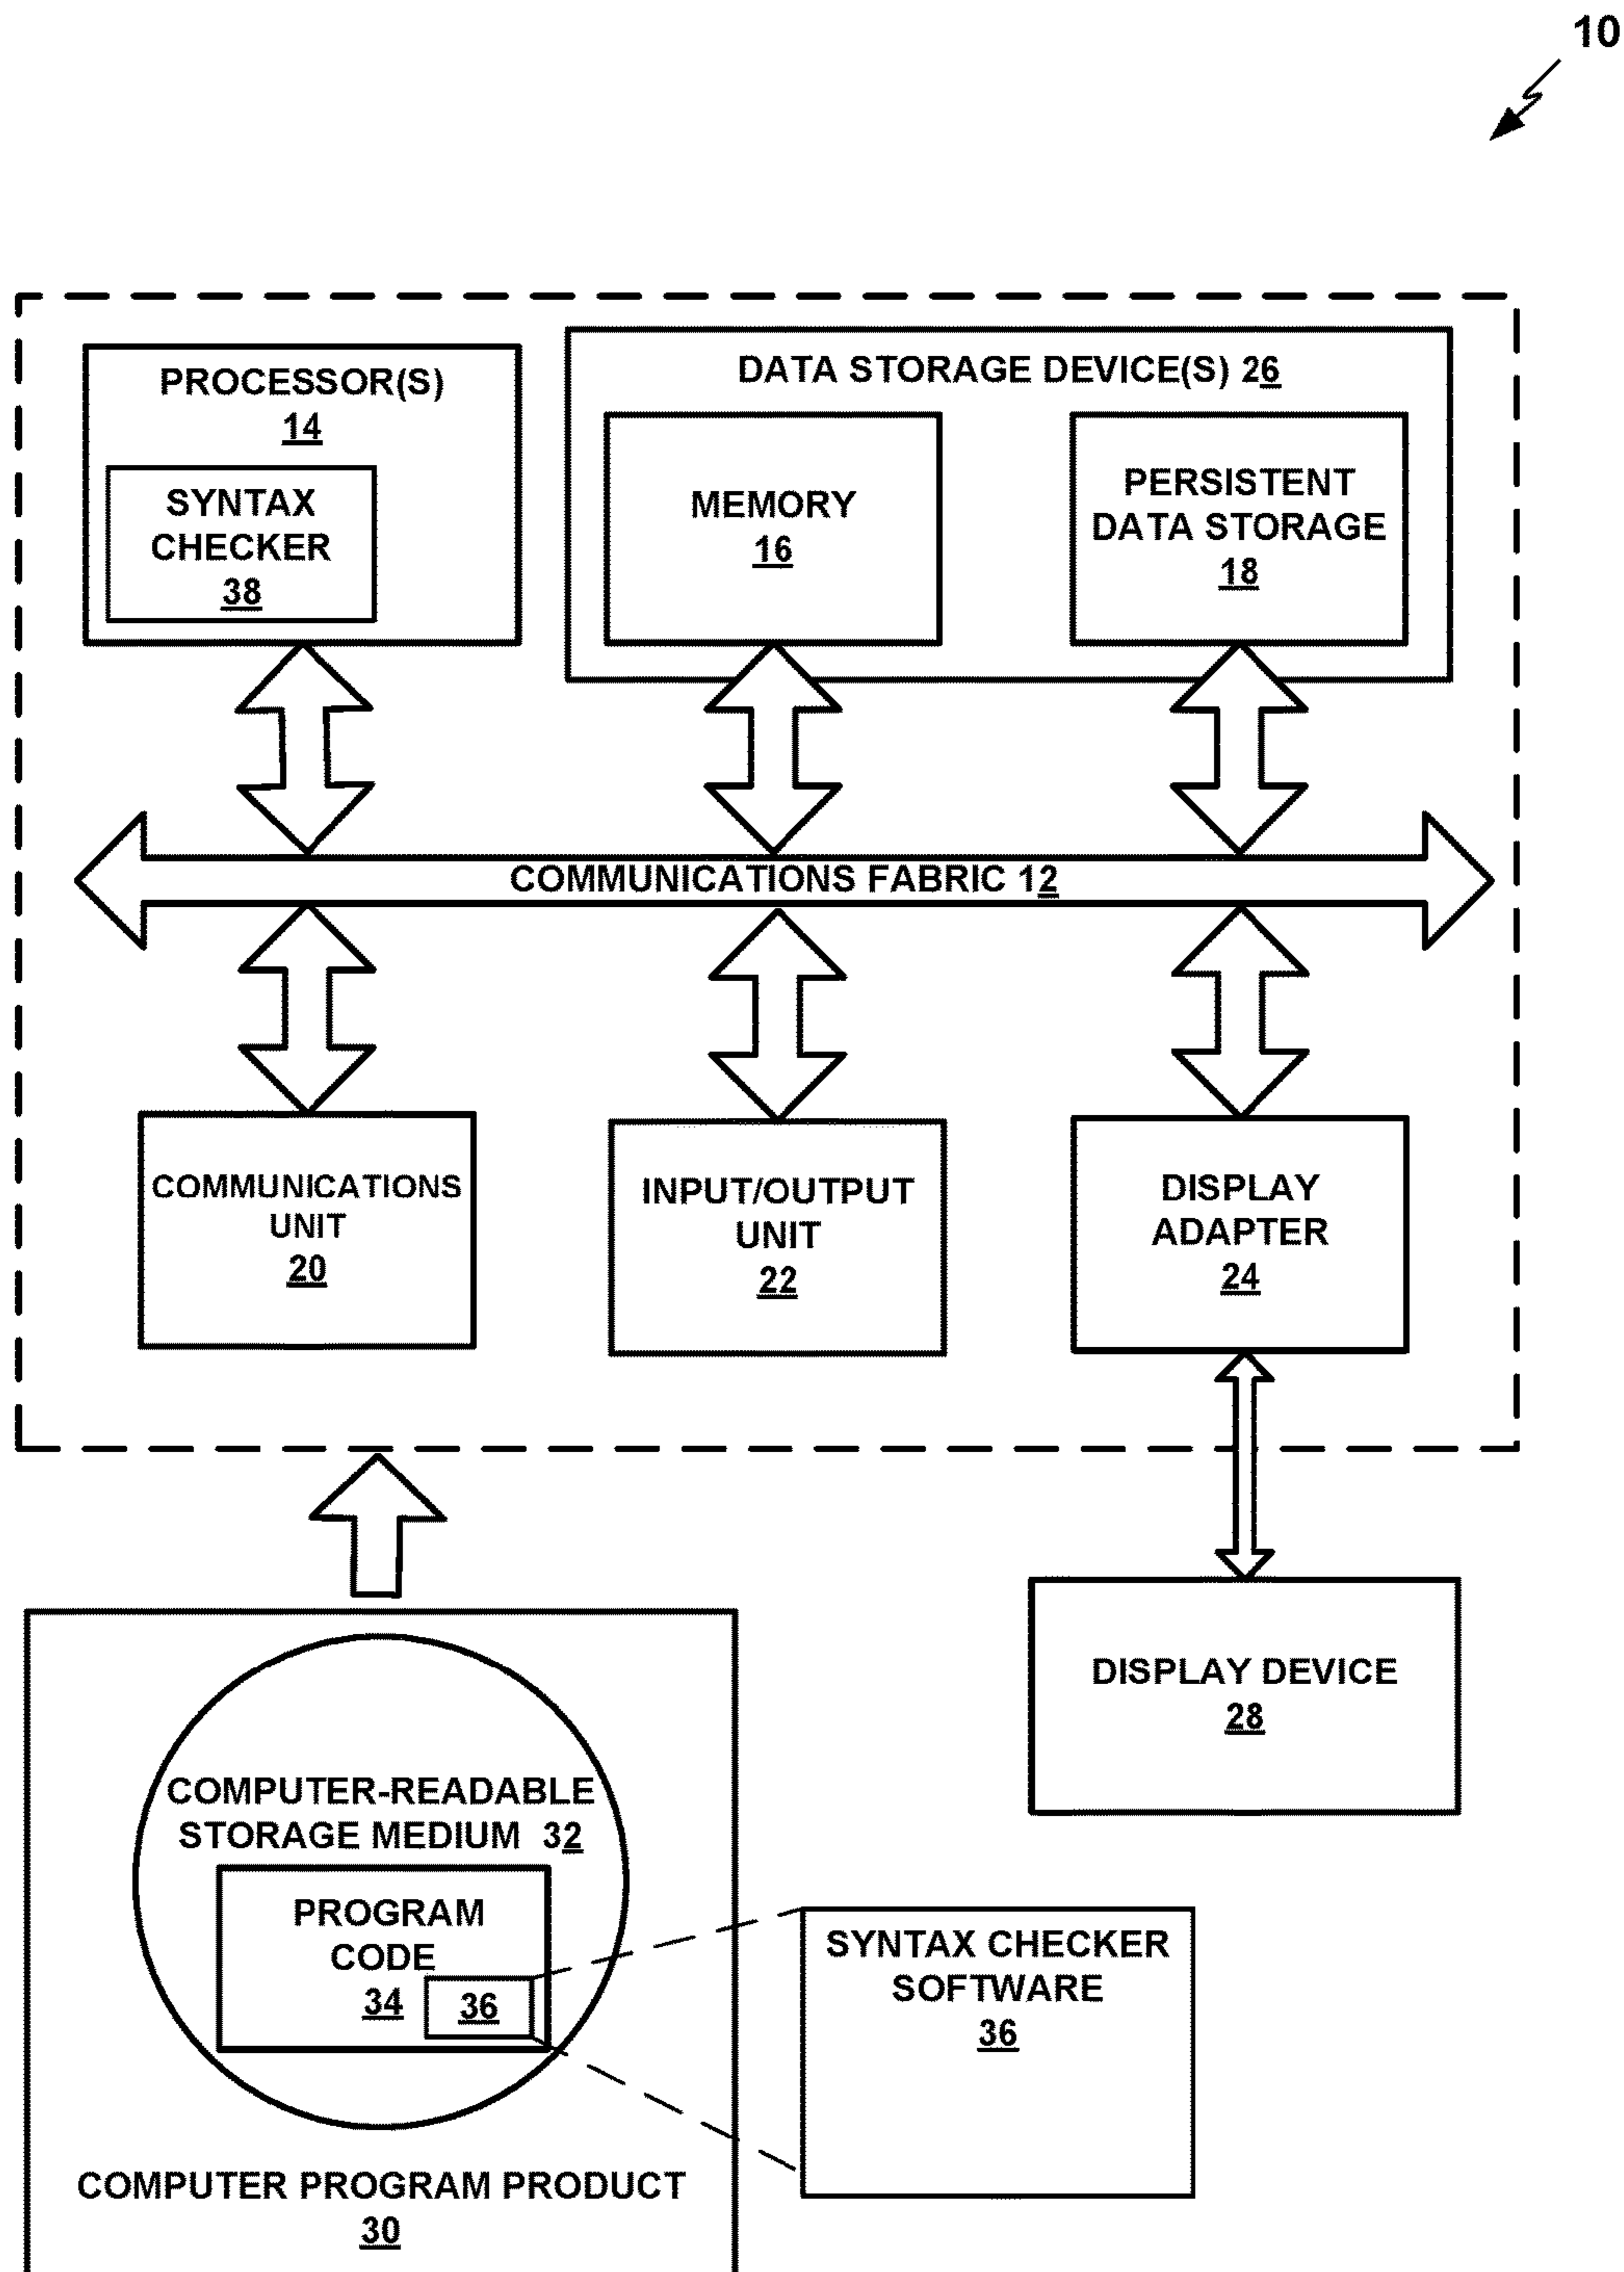 10
PROCESSOR(S)
14
SYNTAX
CHECKER
38
DATA STORAGE DEVICE(S) 26
MEMORY
16
PERSISTENT
DATA STORAGE
18
COMMUNICATIONS FABRIC 12
COMMUNICATIONS
UNIT
20
INPUT/OUTPUT
UNIT
22
DISPLAY
ADAPTER
24
DISPLAY DEVICE
28
COMPUTER-READABLE
STORAGE MEDIUM 32
PROGRAM
CODE
34
36
SYNTAX CHECKER
SOFTWARE
36
COMPUTER PROGRAM PRODUCT
30